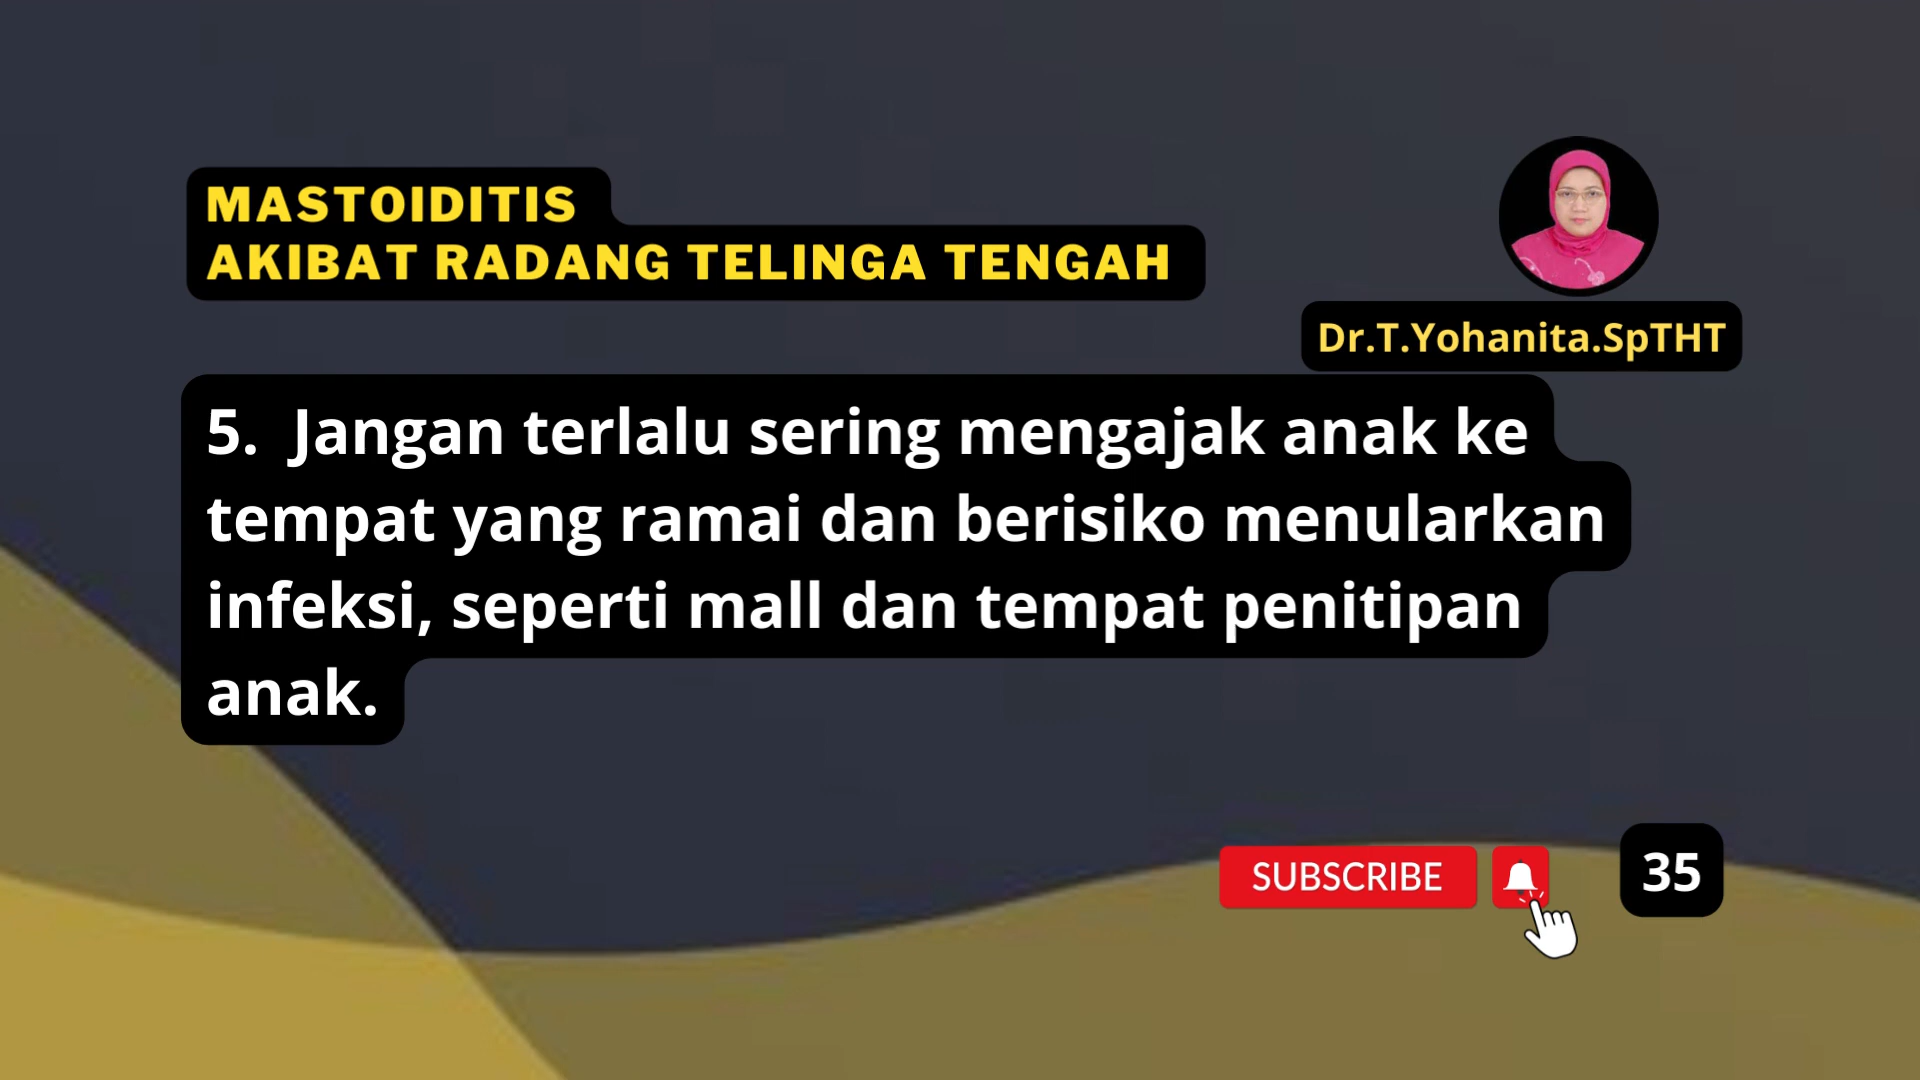 MASTOIDITIS
AKIBAT RADANG TELINGA TENGAH
Dr.T.Yohanita.SpTHT
5.  Jangan terlalu sering mengajak anak ke
tempat yang ramai dan berisiko menularkan
infeksi, seperti mall dan tempat penitipan
anak.
SUBSCRIBE
35